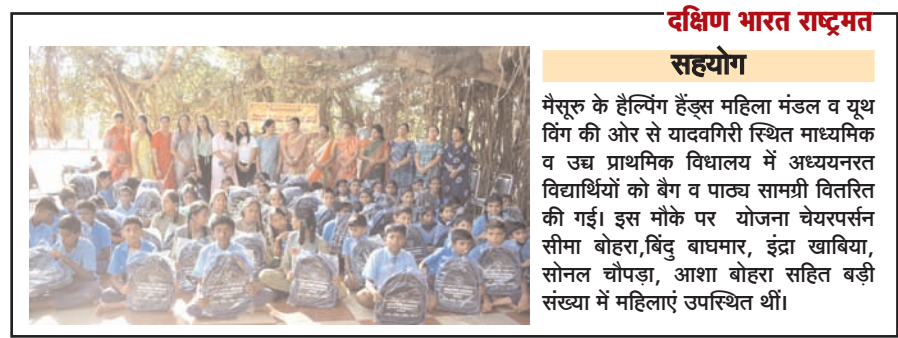 दक्षिण भारत राष्ट्रमत
सहयोग
मैसूरु के हैल्पिंग हैंड्स महिला मंडल व यूथ
विंग की ओर से यादवगिरी स्थित माध्यमिक
व उच्च प्राथमिक विधालय में अध्ययनरत
विद्यार्थियों को बैग व पाठ्य सामग्री वितरित
की गई। इस मौके पर योजना चेयरपर्सन
सीमा बोहरा,बिंदु बाघमार, इंद्रा खाबिया,
सोनल चौपड़ा, आशा बोहरा सहित बड़ी
संख्या में महिलाएं उपस्थित थीं।